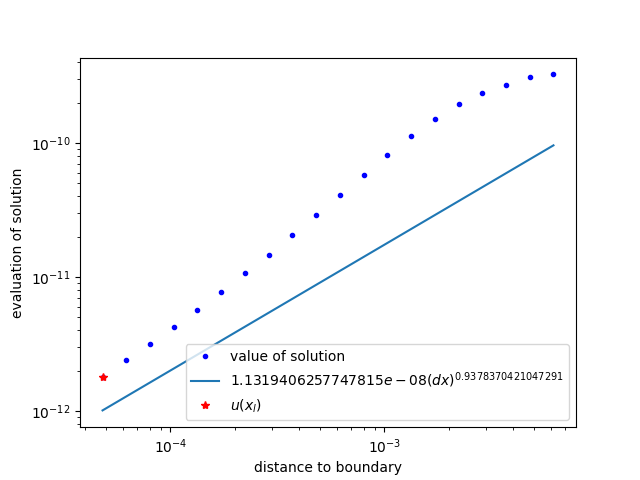 evaluation of solution
10⁻¹⁰
10⁻¹¹
10⁻¹²
value of solution
1.1319406257747815e − 08(dx)^0.9378370421047291
u(x_I)
10⁻⁴
10⁻³
distance to boundary